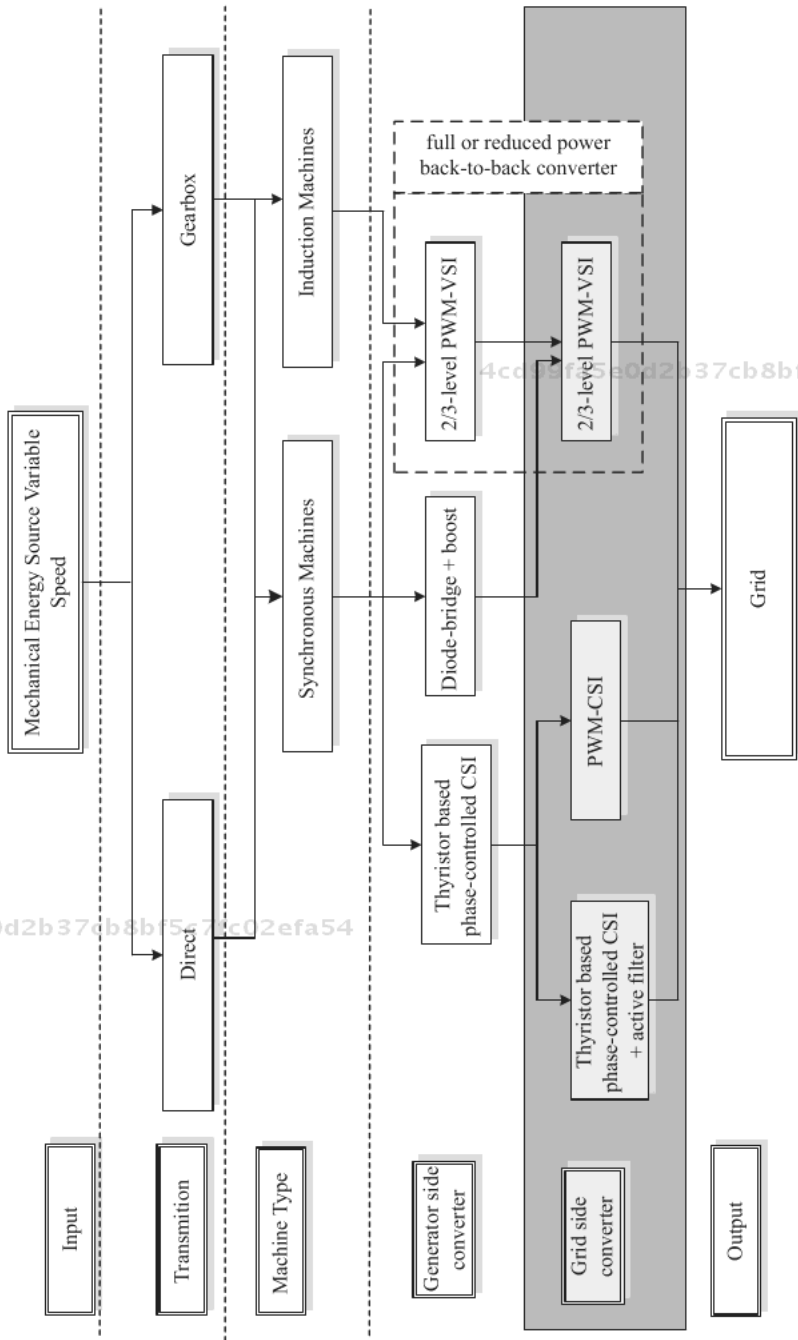 Input
Mechanical Energy Source Variable
Speed
Transmition
Direct
Gearbox
Machine Type
Synchronous Machines
Induction Machines
Generator side
converter
Thyristor based
phase-controlled CSI
Diode-bridge + boost
2/3-level PWM-VSI
full or reduced power
back-to-back converter
Grid side
converter
Thyristor based
phase-controlled CSI
+ active filter
PWM-CSI
2/3-level PWM-VSI
Output
Grid